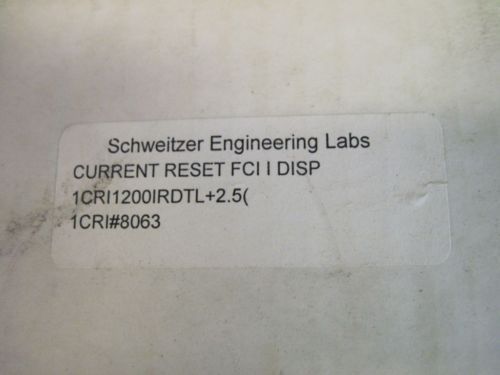 Schweitzer Engineering Labs
CURRENT RESET FCI I DISP
1CRI1200IRDTL+2.5(
1CRI#8063